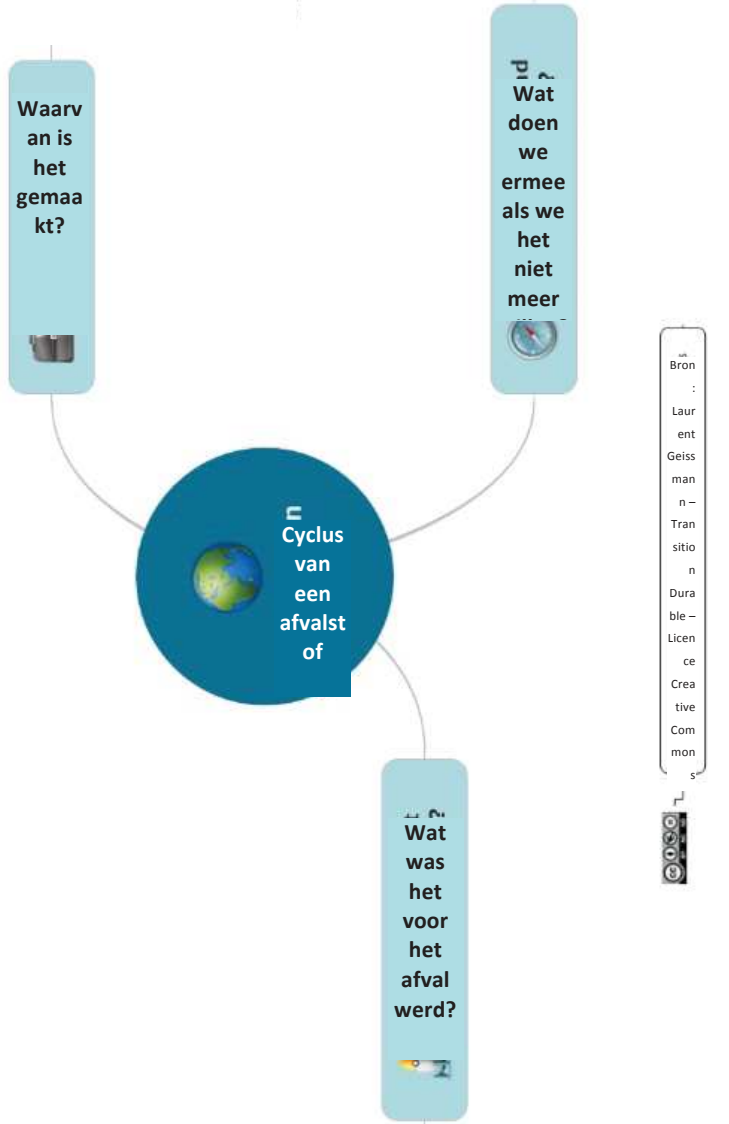 Waarv
an is
het
gemaa
kt?
Wat
doen
we
ermee
als we
het
niet
meer
Cyclus
van
een
afvalst
of
Wat
was
het
voor
het
afval
werd?
Bron
:
Laur
ent
Geiss
man
n –
Tran
sitio
n
Dura
ble –
Licen
ce
Crea
tive
Com
mon
s